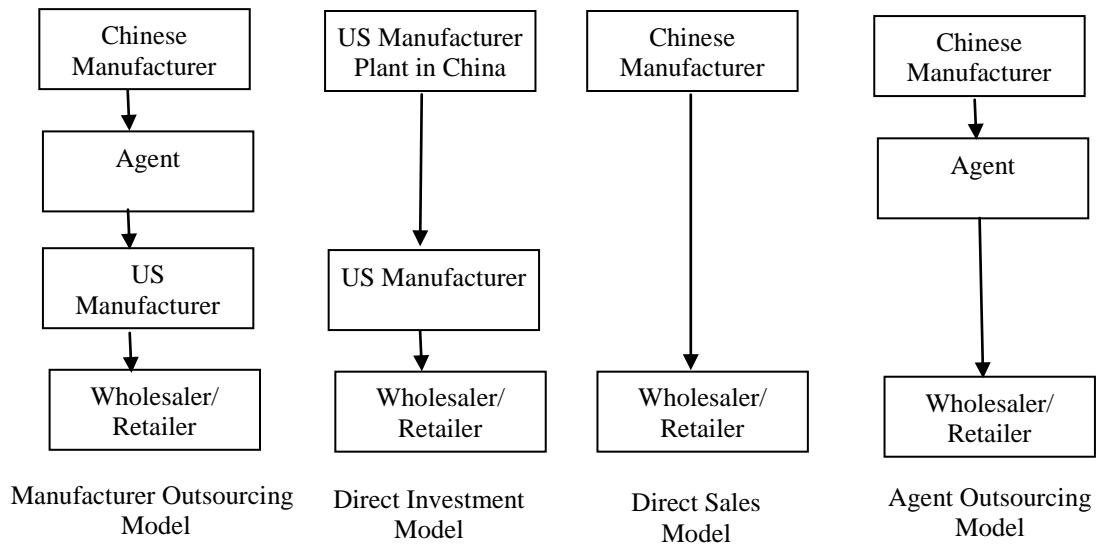 Chinese
Manufacturer
Agent
US
Manufacturer
Wholesaler/
Retailer
Manufacturer Outsourcing
Model
US Manufacturer
Plant in China
US Manufacturer
Wholesaler/
Retailer
Direct Investment
Model
Chinese
Manufacturer
Wholesaler/
Retailer
Direct Sales
Model
Chinese
Manufacturer
Agent
Wholesaler/
Retailer
Agent Outsourcing
Model